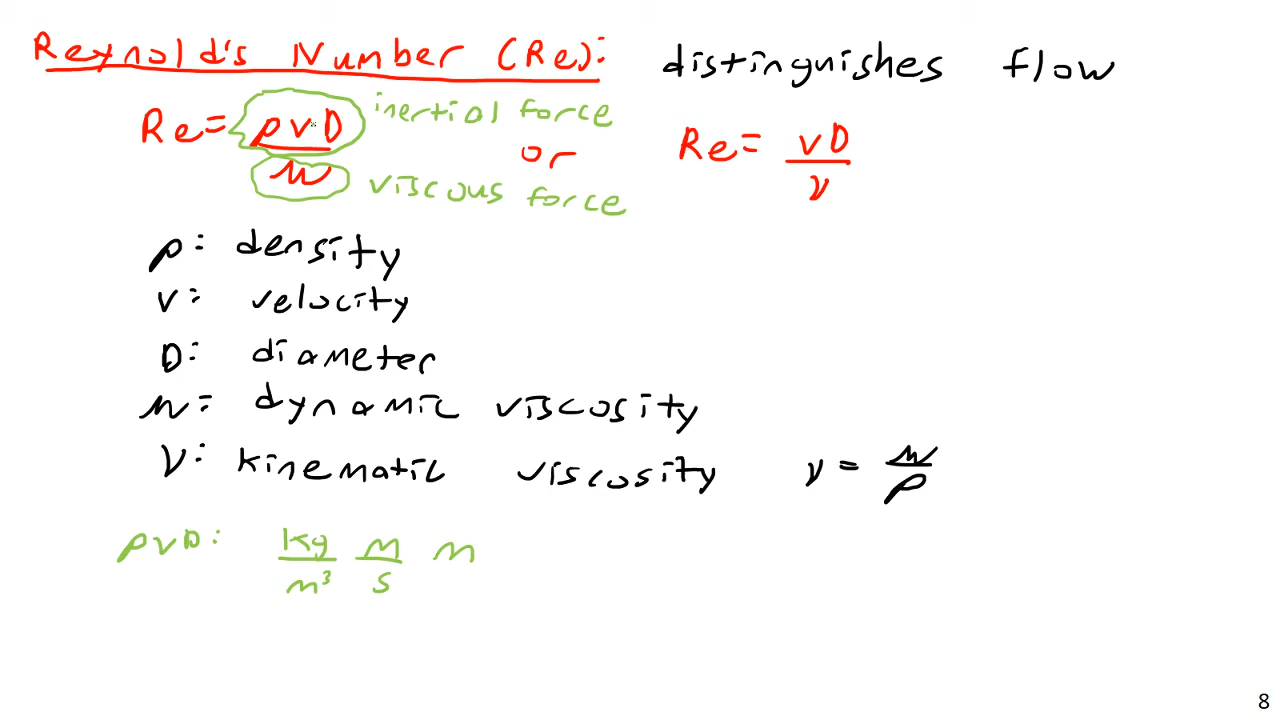 Reynold's Number (Re): distinguishes flow
Re = ρvD/μ inertial force / viscous force or Re = vD/ν
ρ: density
v: velocity
D: diameter
μ: dynamic viscosity
ν: kinematic viscosity ν = μ/ρ
ρvD: kg/m³ m/s m
8